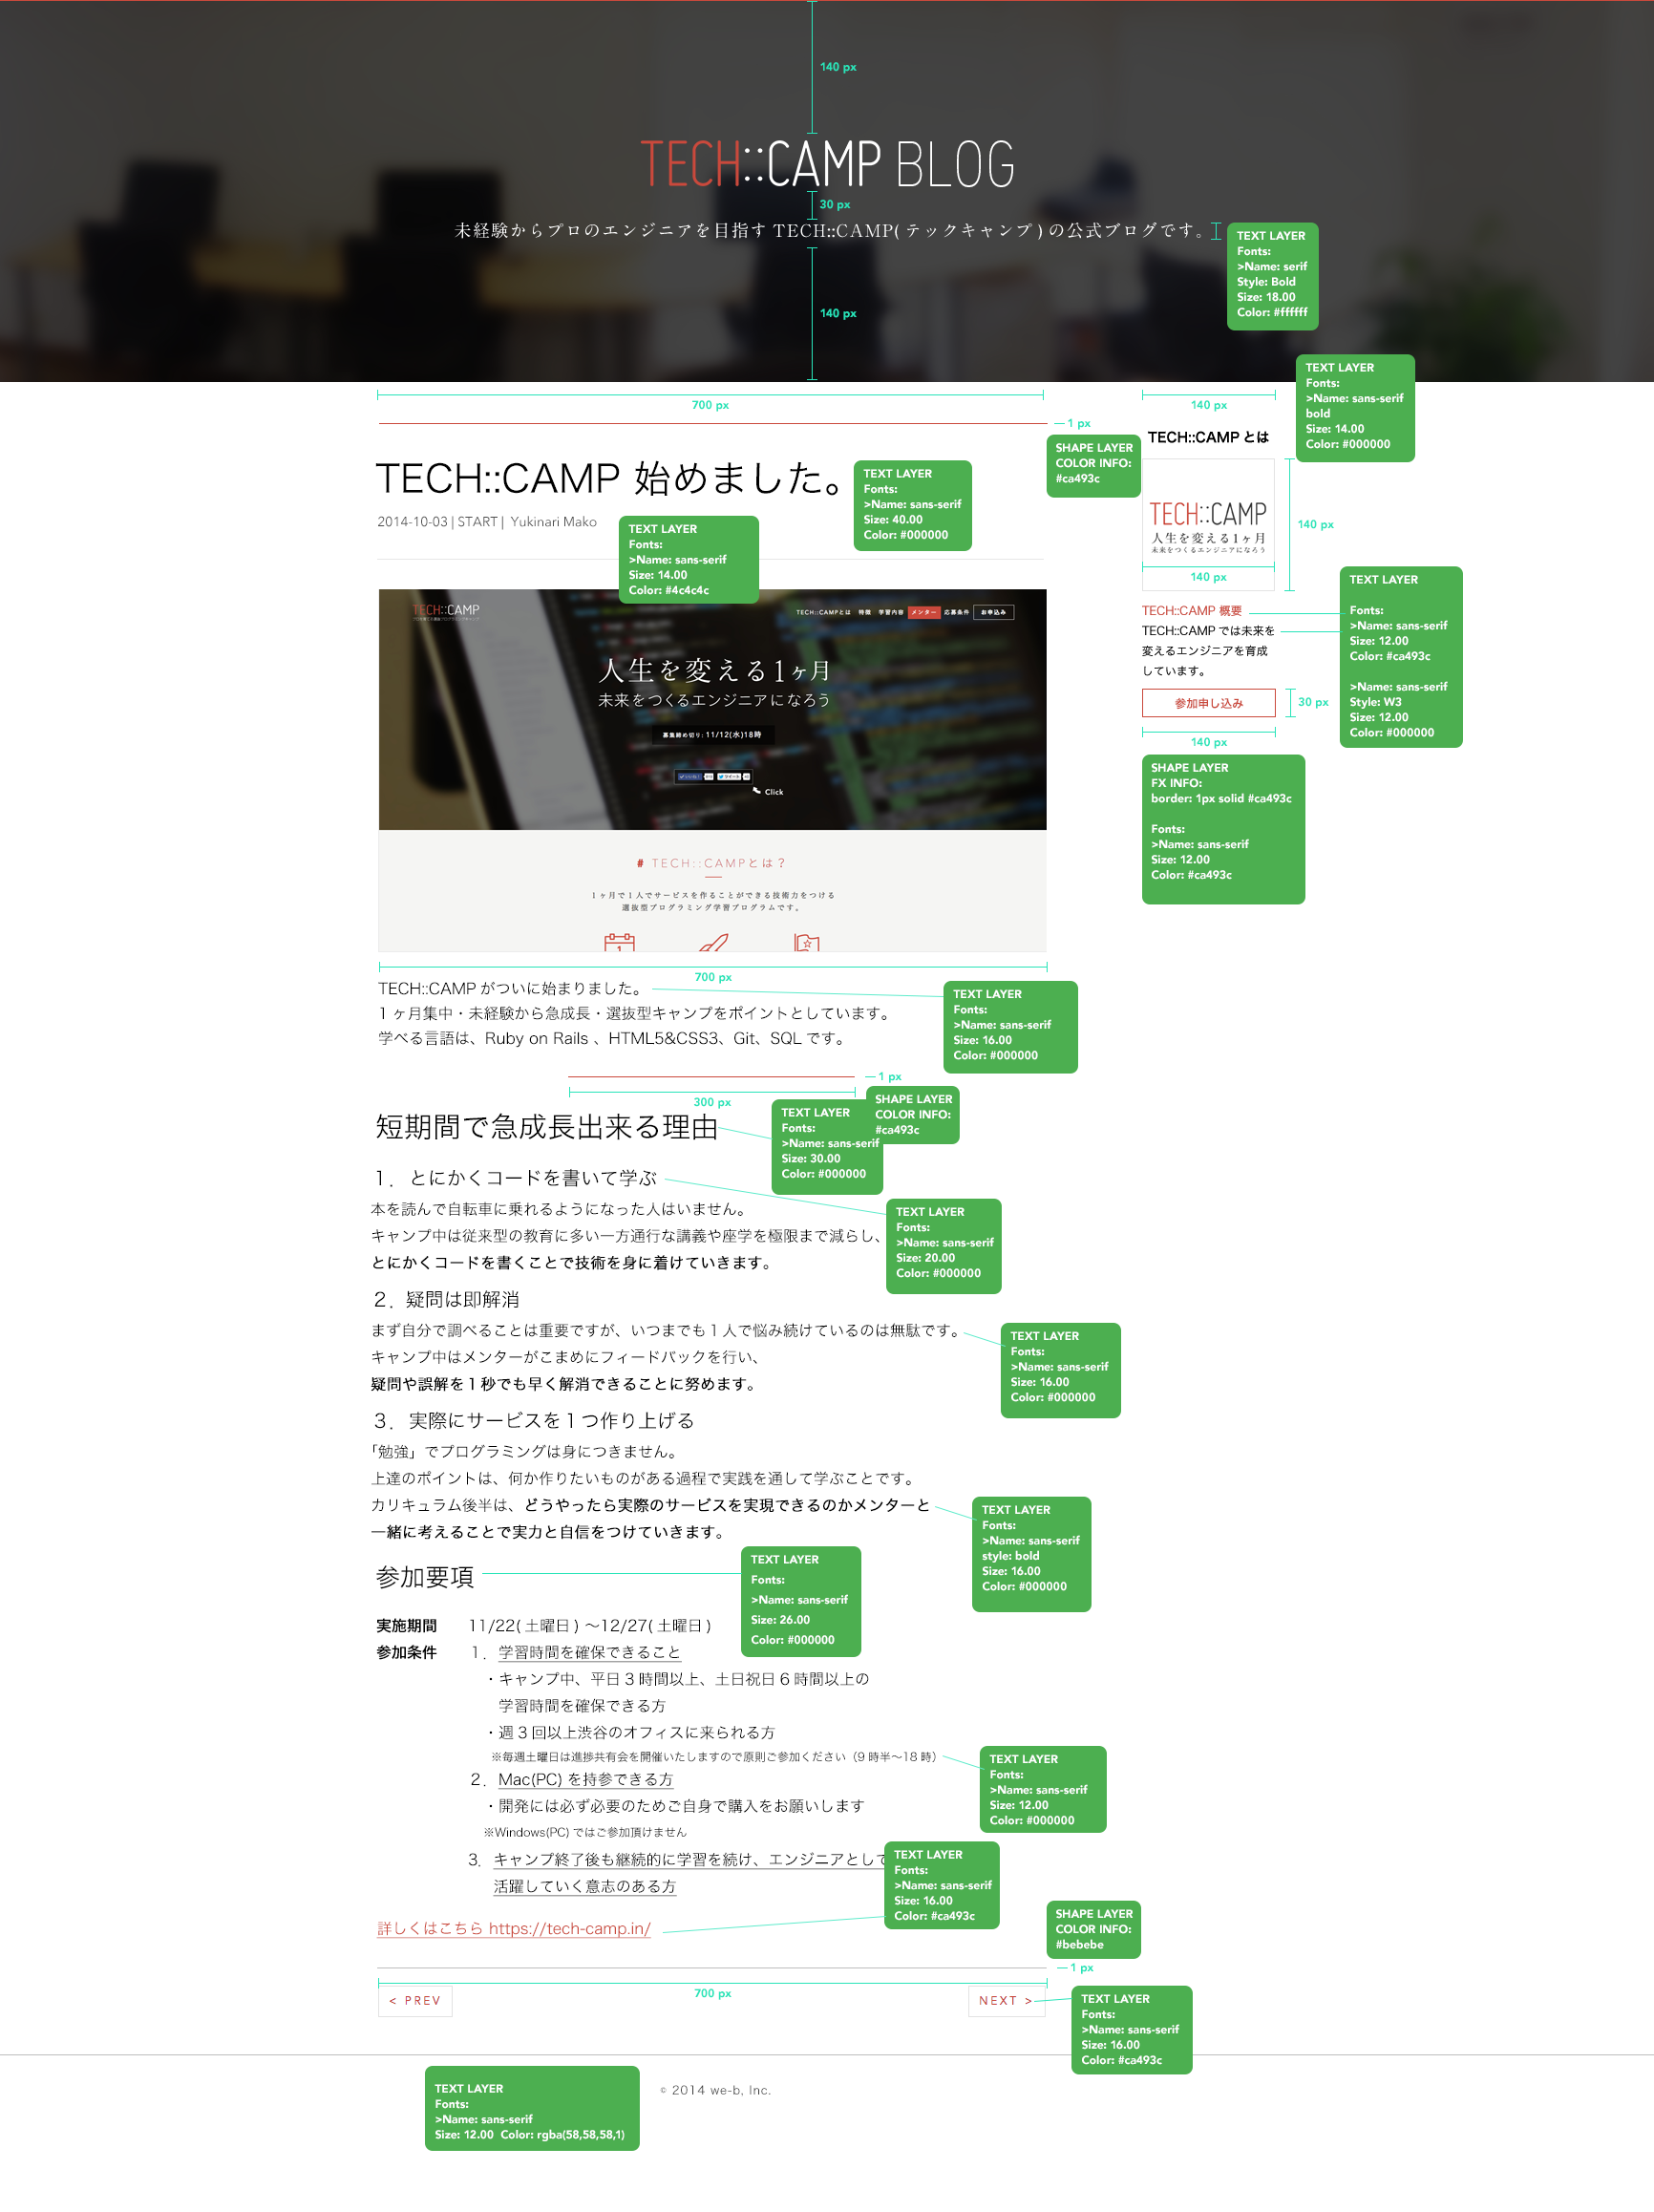 140 px
TECH::CAMP BLOG
30 px
未経験からプロのエンジニアを目指す TECH::CAMP( テックキャンプ ) の公式ブログです。
TEXT LAYER
Fonts:
>Name: serif
Style: Bold
Size: 18.00
Color: #ffffff
140 px
TEXT LAYER
Fonts:
>Name: sans-serif
bold
Size: 14.00
Color: #000000
700 px
140 px
1 px
TECH::CAMP とは
SHAPE LAYER
COLOR INFO:
#ca493c
TECH::CAMP 始めました。
TEXT LAYER
Fonts:
>Name: sans-serif
Size: 40.00
Color: #000000
2014-10-03 | START | Yukinari Mako
TEXT LAYER
Fonts:
>Name: sans-serif
Size: 14.00
Color: #4c4c4c
TECH::CAMP
人生を変える1ヶ月
未来をつくるエンジニアになろう
140 px
140 px
TECH::CAMP 概要
TECH::CAMP では未来を
変えるエンジニアを育成
しています。
参加申し込み
30 px
140 px
TEXT LAYER
Fonts:
>Name: sans-serif
Size: 12.00
Color: #ca493c
>Name: sans-serif
Style: W3
Size: 12.00
Color: #000000
SHAPE LAYER
FX INFO:
border: 1px solid #ca493c
Fonts:
>Name: sans-serif
Size: 12.00
Color: #ca493c
TECH::CAMP
TECH::CAMPとは 特徴 学習内容 メンター 応募条件 お申込み
人生を変える1ヶ月
未来をつくるエンジニアになろう
募集締め切り: 11/12(水)18時
Click
# TECH::CAMPとは？
1ヶ月で1人でサービスを作ることができる技術力をつける
選抜型プログラミング学習プログラムです。
700 px
TECH::CAMP がついに始まりました。
1 ヶ月集中・未経験から急成長・選抜型キャンプをポイントとしています。
学べる言語は、Ruby on Rails 、HTML5&CSS3、Git、SQL です。
TEXT LAYER
Fonts:
>Name: sans-serif
Size: 16.00
Color: #000000
1 px
300 px
SHAPE LAYER
COLOR INFO:
#ca493c
短期間で急成長出来る理由
TEXT LAYER
Fonts:
>Name: sans-serif
Size: 30.00
Color: #000000
1．とにかくコードを書いて学ぶ
TEXT LAYER
Fonts:
>Name: sans-serif
Size: 20.00
Color: #000000
本を読んで自転車に乗れるようになった人はいません。
キャンプ中は従来型の教育に多い一方通行な講義や座学を極限まで減らし、
とにかくコードを書くことで技術を身に着けていきます。
2．疑問は即解消
まず自分で調べることは重要ですが、いつまでも 1 人で悩み続けているのは無駄です。
キャンプ中はメンターがこまめにフィードバックを行い、
疑問や誤解を 1 秒でも早く解消できることに努めます。
TEXT LAYER
Fonts:
>Name: sans-serif
Size: 16.00
Color: #000000
3．実際にサービスを 1 つ作り上げる
「勉強」でプログラミングは身につきません。
上達のポイントは、何か作りたいものがある過程で実践を通して学ぶことです。
カリキュラム後半は、どうやったら実際のサービスを実現できるのかメンターと
一緒に考えることで実力と自信をつけていきます。
TEXT LAYER
Fonts:
>Name: sans-serif
style: bold
Size: 16.00
Color: #000000
参加要項
TEXT LAYER
Fonts:
>Name: sans-serif
Size: 26.00
Color: #000000
実施期間 11/22( 土曜日 ) 〜12/27( 土曜日 )
参加条件 1．学習時間を確保できること
・キャンプ中、平日 3 時間以上、土日祝日 6 時間以上の
学習時間を確保できる方
・週 3 回以上渋谷のオフィスに来られる方
※毎週土曜日は進捗共有会を開催いたしますので原則ご参加ください（9 時半〜18 時）
TEXT LAYER
Fonts:
>Name: sans-serif
Size: 12.00
Color: #000000
2．Mac(PC) を持参できる方
・開発には必ず必要のためご自身で購入をお願いします
※Windows(PC) ではご参加頂けません
3．キャンプ終了後も継続的に学習を続け、エンジニアとして
活躍していく意志のある方
TEXT LAYER
Fonts:
>Name: sans-serif
Size: 16.00
Color: #ca493c
詳しくはこちら https://tech-camp.in/
SHAPE LAYER
COLOR INFO:
#bebebe
1 px
700 px
< PREV
NEXT >
TEXT LAYER
Fonts:
>Name: sans-serif
Size: 16.00
Color: #ca493c
TEXT LAYER
Fonts:
>Name: sans-serif
Size: 12.00 Color: rgba(58,58,58,1)
© 2014 we-b, Inc.